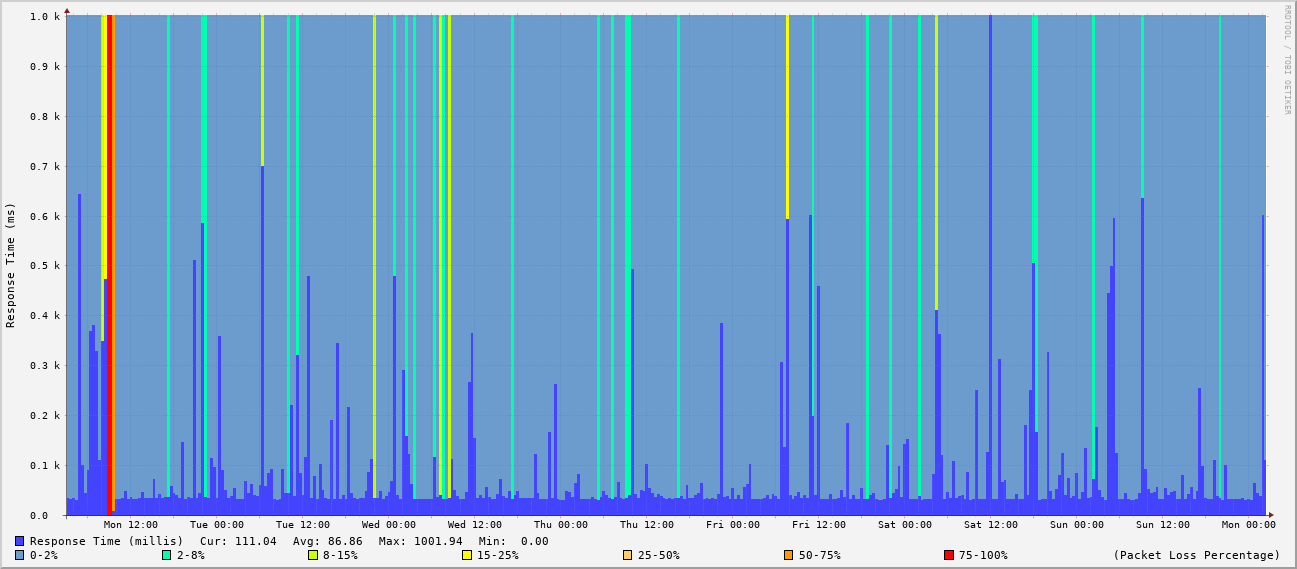 1.0 k
0.9 k
0.8 k
0.7 k
0.6 k
0.5 k
0.4 k
0.3 k
0.2 k
0.1 k
0.0
Response Time (ms)
RRDTOOL / TOBI OETIKER
Mon 12:00 Tue 00:00 Tue 12:00 Wed 00:00 Wed 12:00 Thu 00:00 Thu 12:00 Fri 00:00 Fri 12:00 Sat 00:00 Sat 12:00 Sun 00:00 Sun 12:00 Mon 00:00
Response Time (millis) Cur: 111.04 Avg: 86.86 Max: 1001.94 Min: 0.00
0-2% 2-8% 8-15% 15-25% 25-50% 50-75% 75-100% (Packet Loss Percentage)